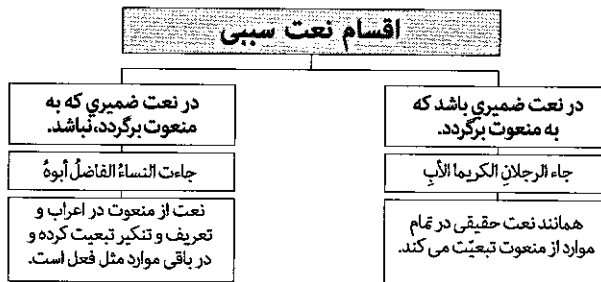 اقسام نعت سببی
در نعت ضمیری باشد که
به منعوت برگردد.
جاء الرجلانِ الکریما الأبِ
همانند نعت حقیقی در تمام
موارد از منعوت تبعیّت می کند.
در نعت ضمیري که به
منعوت برگردد، نباشد.
جاءت النساءُ الفاضلُ أبوهُ
نعت از منعوت در اعراب و
تعریف و تنکیر تبعیت کرده و
در باقی موارد مثل فعل است.